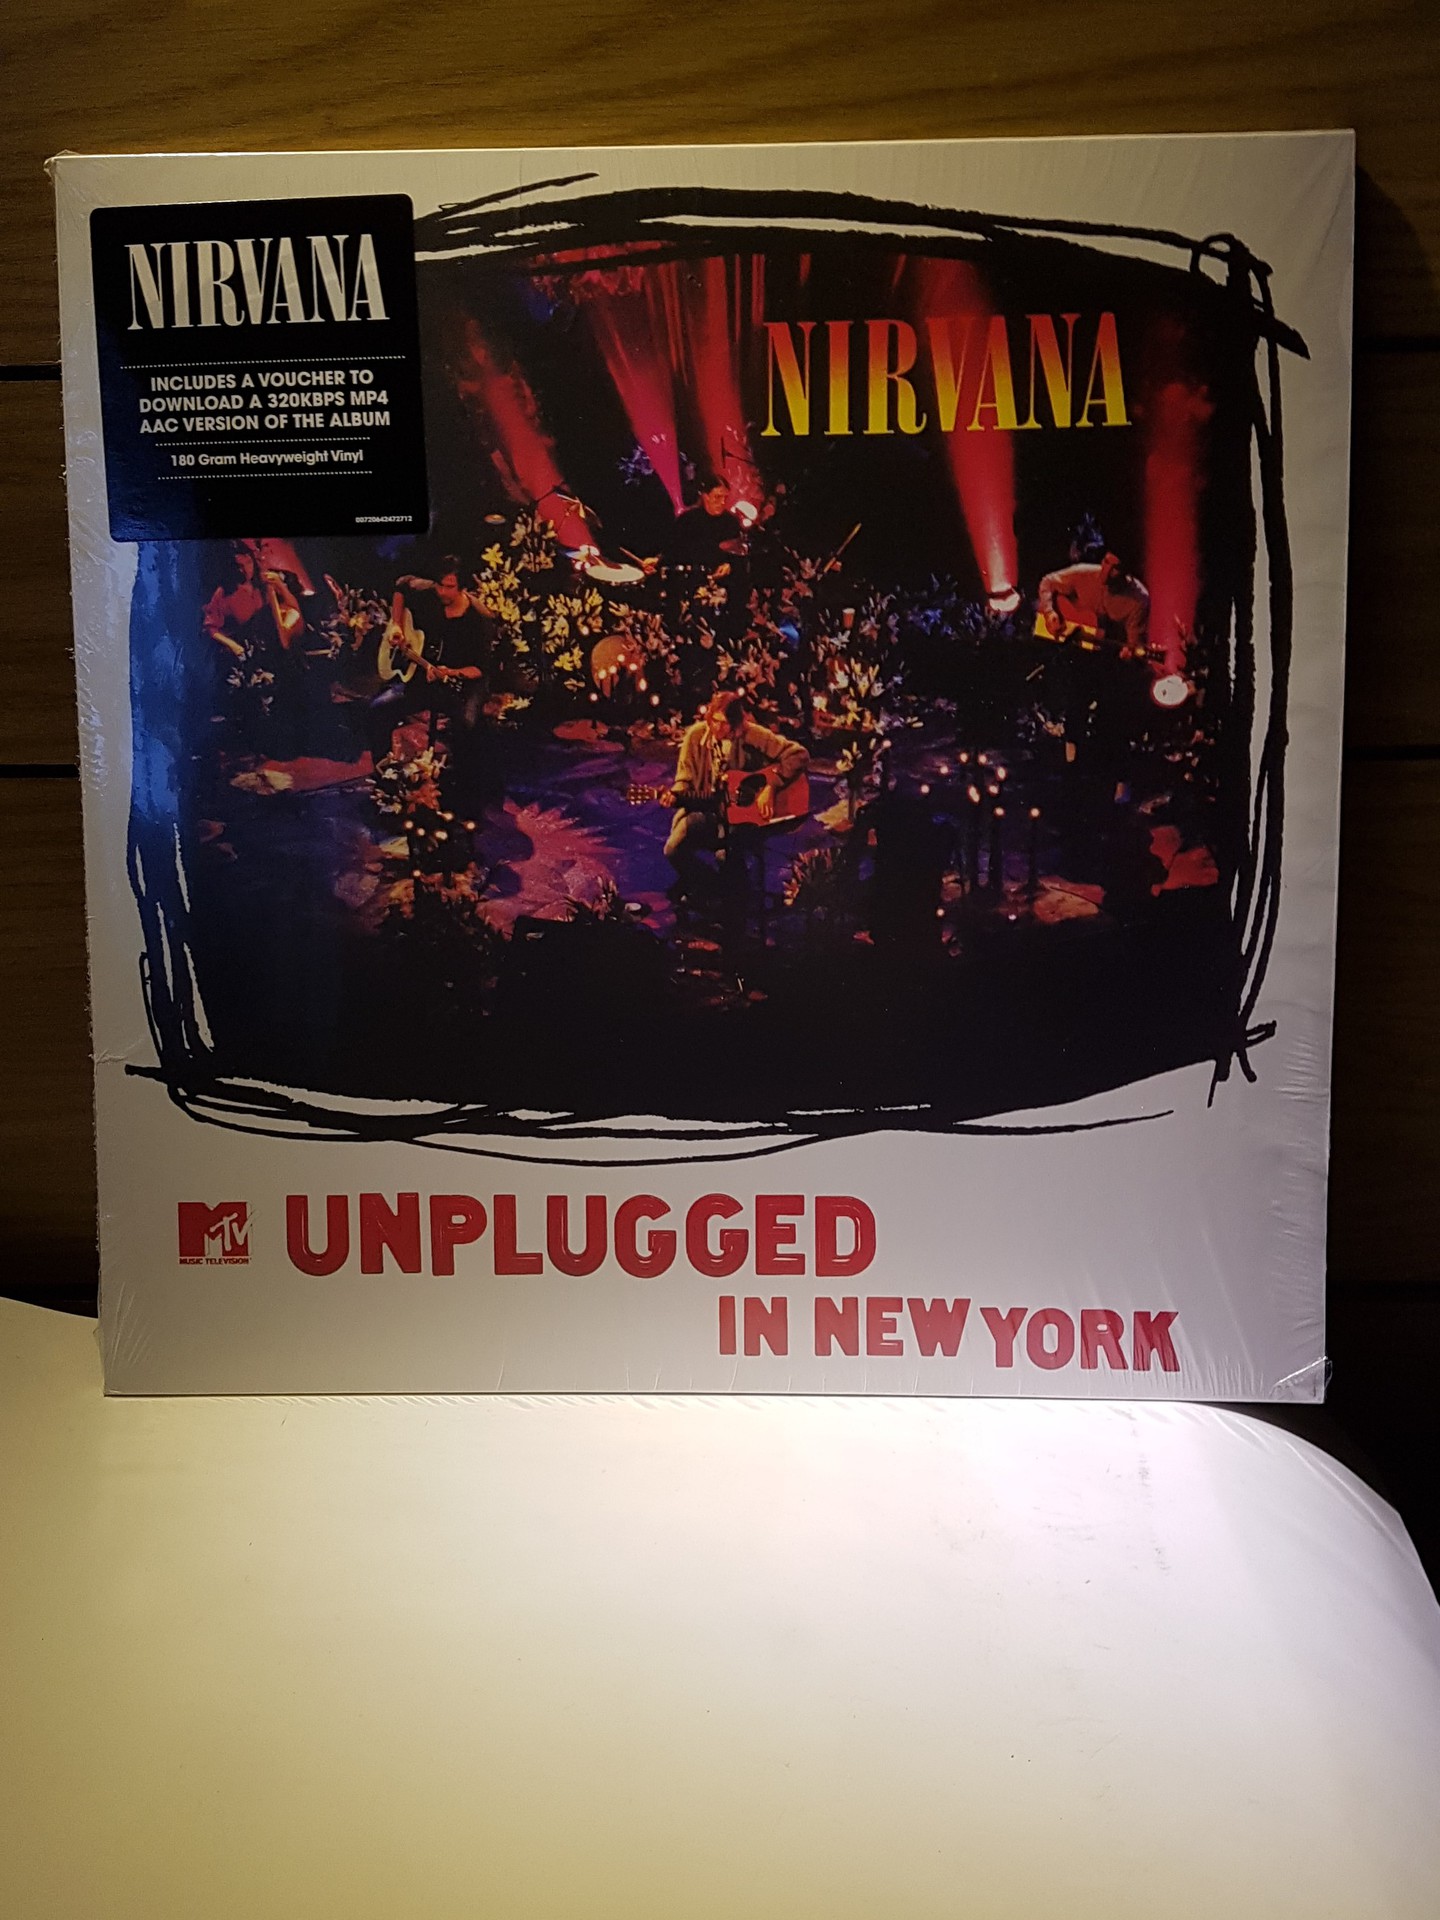 NIRVANA
INCLUDES A VOUCHER TO
DOWNLOAD A 320KBPS MP4
AAC VERSION OF THE ALBUM
180 Gram Heavyweight Vinyl
00720642472712
NIRVANA
MTV
MUSIC TELEVISION
UNPLUGGED
IN NEW YORK